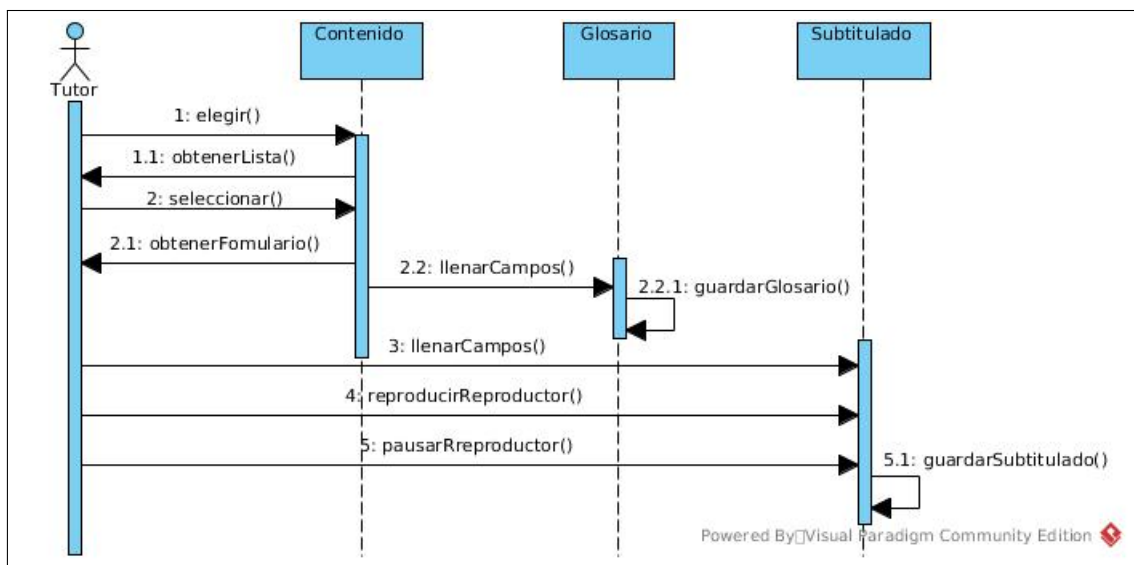 Contenido
Glosario
Subtitulado
Tutor
1: elegir()
1.1: obtenerLista()
2: seleccionar()
2.1: obtenerFomulario()
2.2: llenarCampos()
2.2.1: guardarGlosario()
3: llenarCampos()
4: reproducirReproductor()
5: pausarRreproductor()
5.1: guardarSubtitulado()
Powered By Visual Paradigm Community Edition